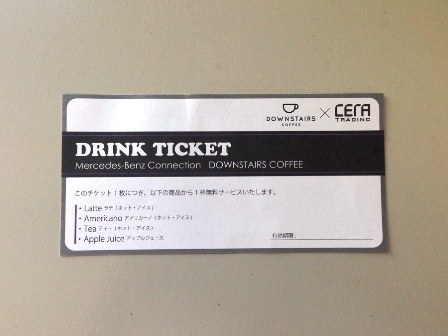 DOWNSTAIRS COFFEE × CERA TRADING
DRINK TICKET
Mercedes-Benz Connection DOWNSTAIRS COFFEE
このチケット1枚につき、以下の商品から1杯無料サービスいたします。
・Latte ラテ（ホット・アイス）
・Americano アメリカーノ（ホット・アイス）
・Tea ティー（ホット・アイス）
・Apple Juice アップルジュース
有効期限：